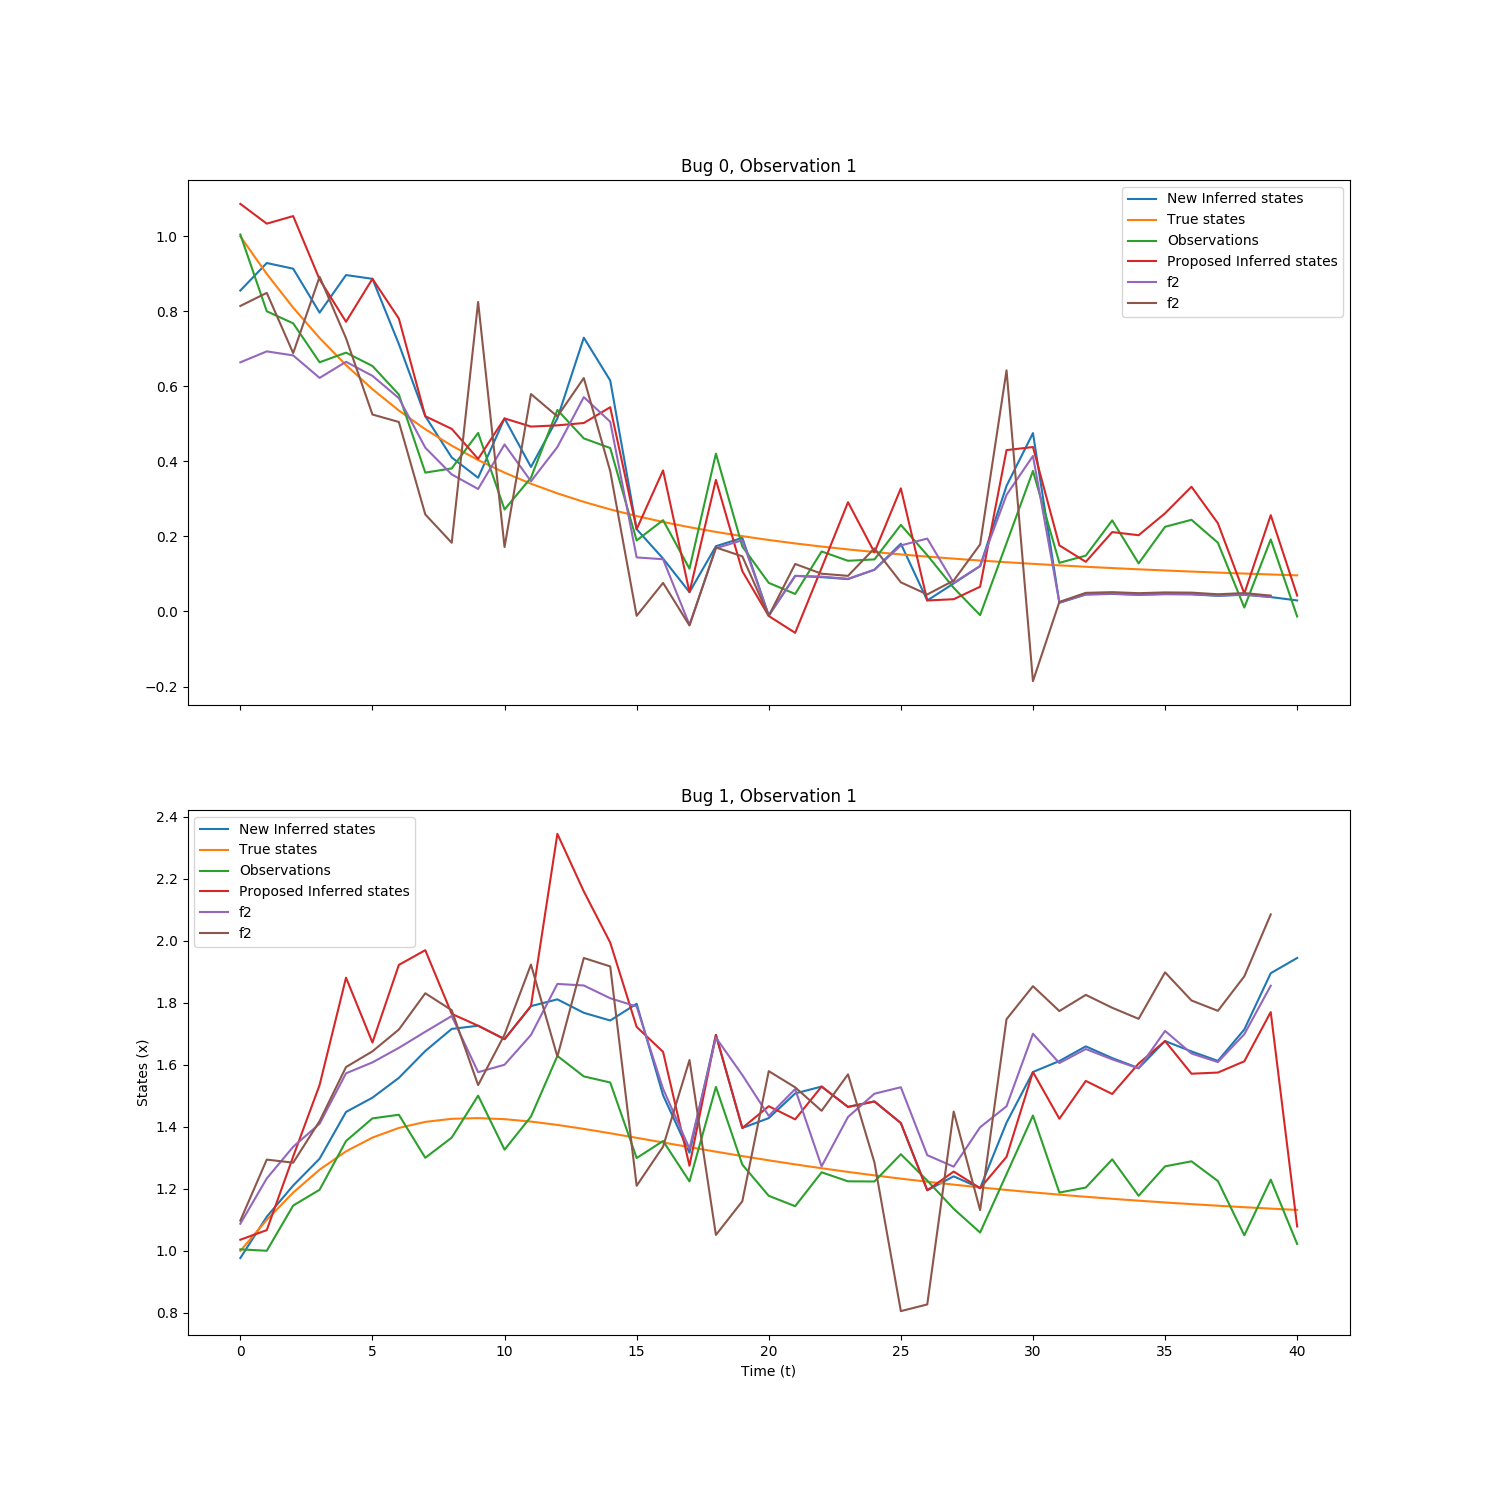 Bug 0, Observation 1
New Inferred states
True states
Observations
Proposed Inferred states
f2
f2
1.0
0.8
0.6
0.4
0.2
0.0
−0.2
Bug 1, Observation 1
New Inferred states
True states
Observations
Proposed Inferred states
f2
f2
2.4
2.2
2.0
1.8
1.6
1.4
1.2
1.0
0.8
States (x)
0 5 10 15 20 25 30 35 40
Time (t)